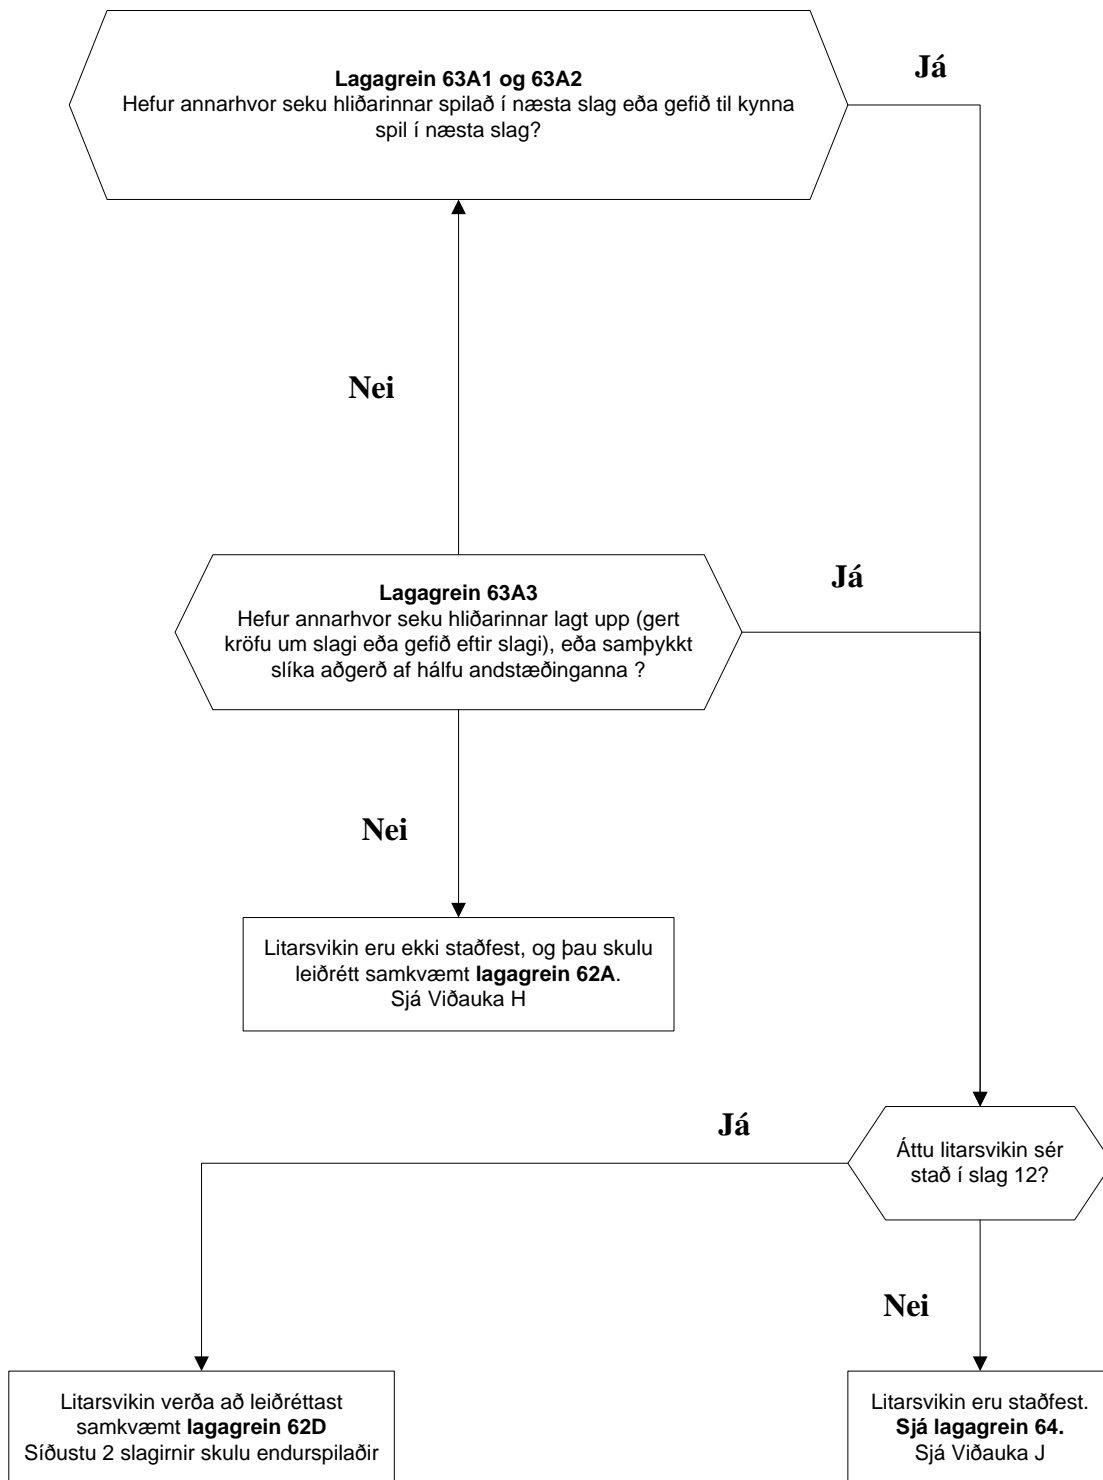 Já
Lagagrein 63A1 og 63A2
Hefur annarhvor seku hliðarinnar spilað í næsta slag eða gefið til kynna
spil í næsta slag?
Nei
Já
Lagagrein 63A3
Hefur annarhvor seku hliðarinnar lagt upp (gert
kröfu um slagi eða gefið eftir slagi), eða samþykkt
slíka aðgerð af hálfu andstæðinganna ?
Nei
Litarsvikin eru ekki staðfest, og þau skulu
leiðrétt samkvæmt lagagrein 62A.
Sjá Viðauka H
Já
Áttu litarsvikin sér
stað í slag 12?
Nei
Litarsvikin verða að leiðréttast
samkvæmt lagagrein 62D
Síðustu 2 slagirnir skulu endurspilaðir
Litarsvikin eru staðfest.
Sjá lagagrein 64.
Sjá Viðauka J